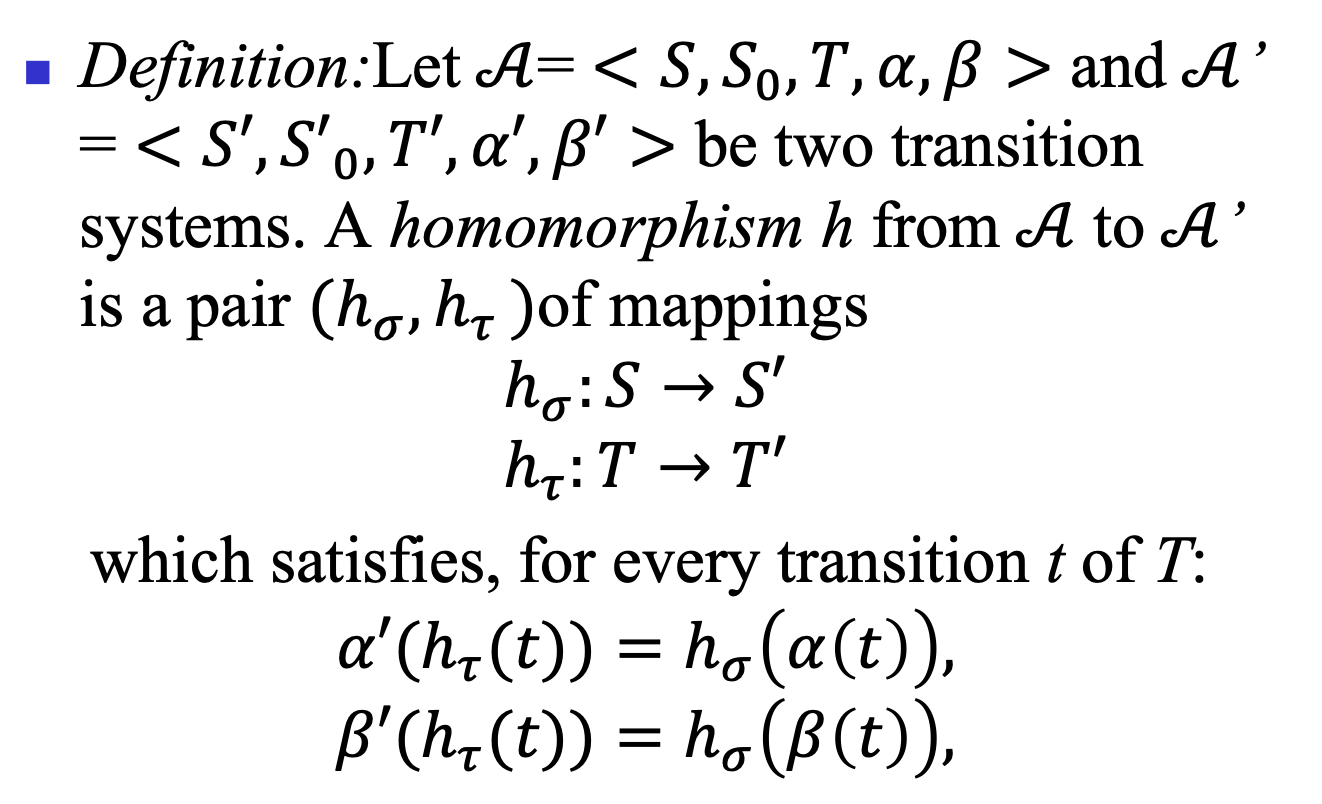 ▪ Definition:Let 𝒜= < S, S₀, T, α, β > and 𝒜’
= < S′, S′₀, T′, α′, β′ > be two transition
systems. A homomorphism h from 𝒜 to 𝒜’
is a pair (h_σ, h_τ )of mappings
h_σ: S → S′
h_τ: T → T′
which satisfies, for every transition t of T:
α′(h_τ(t)) = h_σ(α(t)),
β′(h_τ(t)) = h_σ(β(t)),